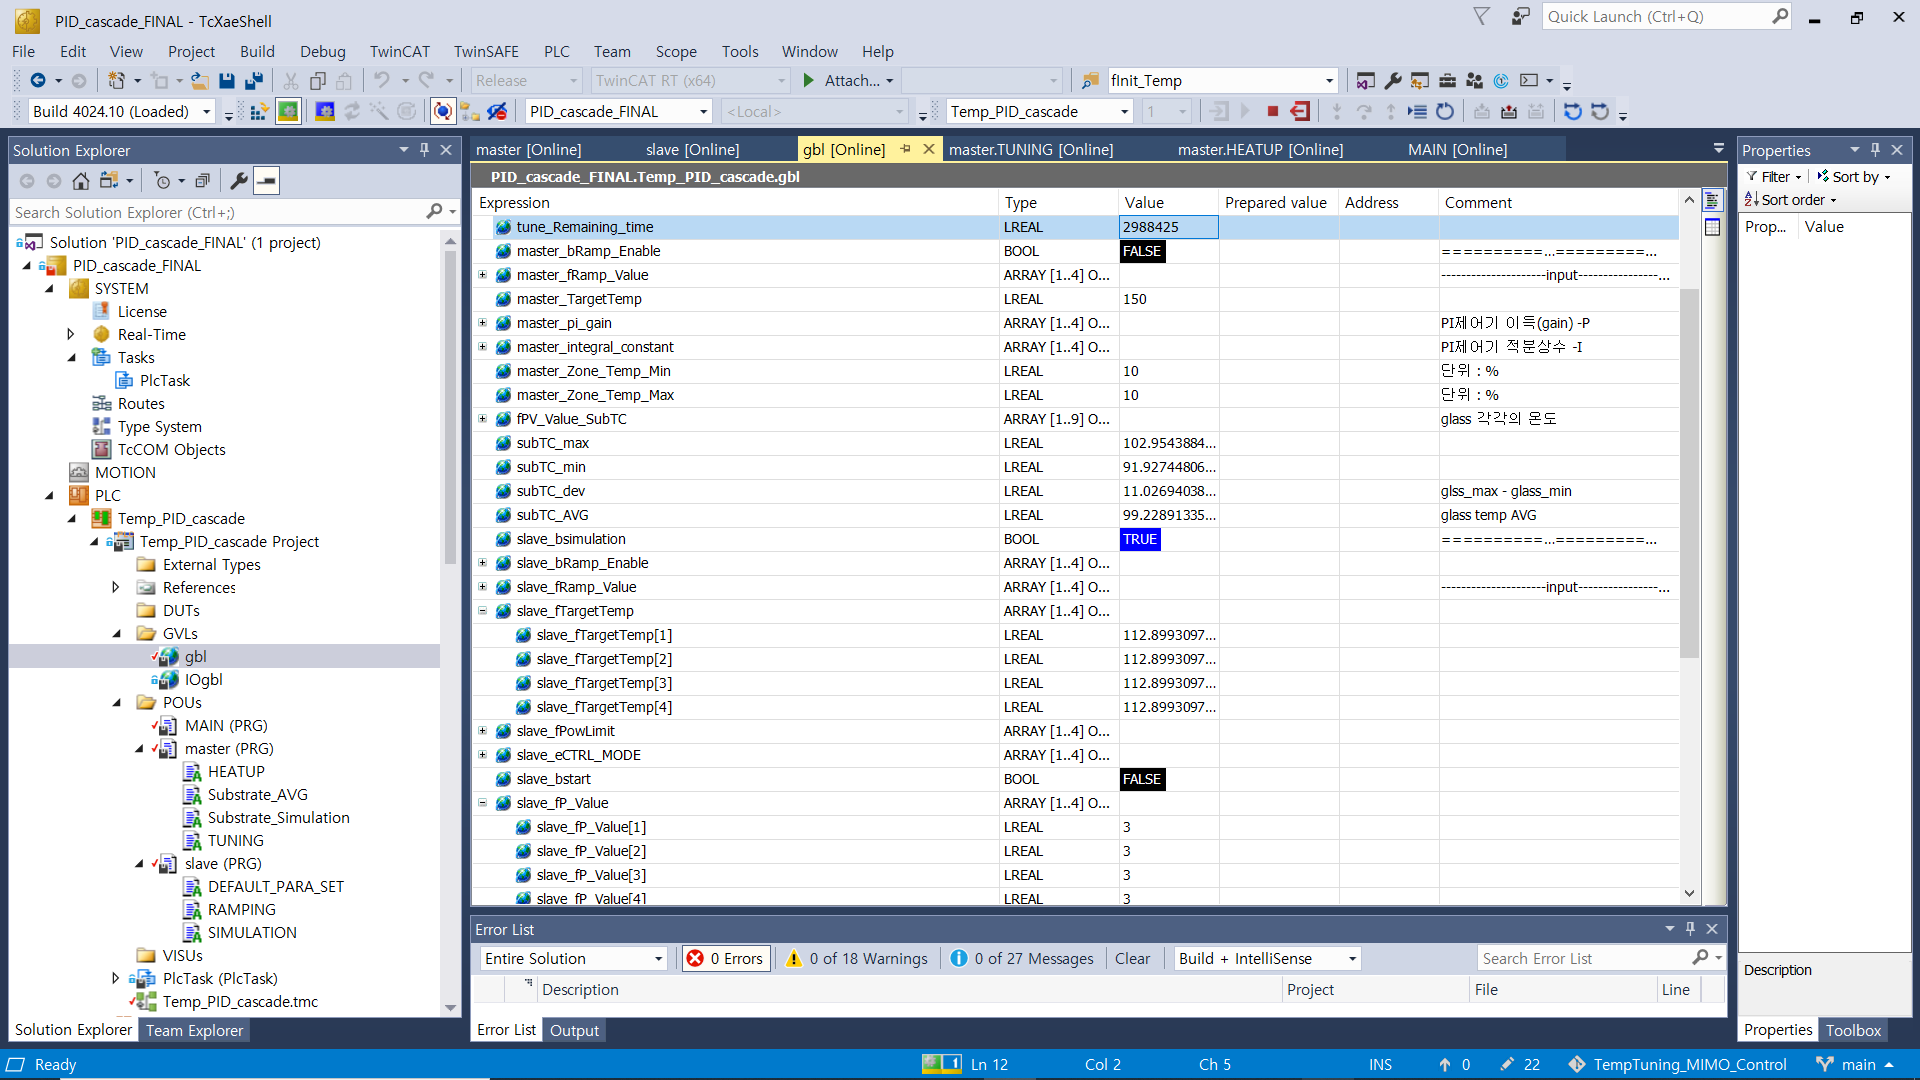 PID_cascade_FINAL - TcXaeShell
Quick Launch (Ctrl+Q)
File Edit View Project Build Debug TwinCAT TwinSAFE PLC Team Scope Tools Window Help
Release TwinCAT RT (x64) Attach... fInit_Temp
Build 4024.10 (Loaded) PID_cascade_FINAL <Local> Temp_PID_cascade 1
Solution Explorer
Search Solution Explorer (Ctrl+;)
Solution 'PID_cascade_FINAL' (1 project)
PID_cascade_FINAL
SYSTEM
License
Real-Time
Tasks
PlcTask
Routes
Type System
TcCOM Objects
MOTION
PLC
Temp_PID_cascade
Temp_PID_cascade Project
External Types
References
DUTs
GVLs
gbl
IOgbl
POUs
MAIN (PRG)
master (PRG)
HEATUP
Substrate_AVG
Substrate_Simulation
TUNING
slave (PRG)
DEFAULT_PARA_SET
RAMPING
SIMULATION
VISUs
PlcTask (PlcTask)
Temp_PID_cascade.tmc
Solution Explorer Team Explorer
master [Online] slave [Online] gbl [Online] master.TUNING [Online] master.HEATUP [Online] MAIN [Online]
PID_cascade_FINAL.Temp_PID_cascade.gbl
Expression Type Value Prepared value Address Comment
tune_Remaining_time LREAL 2988425
master_bRamp_Enable BOOL FALSE ==========...=========...
master_fRamp_Value ARRAY [1..4] O... ---------------------input----------------...
master_TargetTemp LREAL 150
master_pi_gain ARRAY [1..4] O... PI제어기 이득(gain) -P
master_integral_constant ARRAY [1..4] O... PI제어기 적분상수 -I
master_Zone_Temp_Min LREAL 10 단위 : %
master_Zone_Temp_Max LREAL 10 단위 : %
fPV_Value_SubTC ARRAY [1..9] O... glass 각각의 온도
subTC_max LREAL 102.9543884...
subTC_min LREAL 91.92744806...
subTC_dev LREAL 11.02694038... glss_max - glass_min
subTC_AVG LREAL 99.22891335... glass temp AVG
slave_bsimulation BOOL TRUE ==========...=========...
slave_bRamp_Enable ARRAY [1..4] O...
slave_fRamp_Value ARRAY [1..4] O... ---------------------input----------------...
slave_fTargetTemp ARRAY [1..4] O...
slave_fTargetTemp[1] LREAL 112.8993097...
slave_fTargetTemp[2] LREAL 112.8993097...
slave_fTargetTemp[3] LREAL 112.8993097...
slave_fTargetTemp[4] LREAL 112.8993097...
slave_fPowLimit ARRAY [1..4] O...
slave_eCTRL_MODE ARRAY [1..4] O...
slave_bstart BOOL FALSE
slave_fP_Value ARRAY [1..4] O...
slave_fP_Value[1] LREAL 3
slave_fP_Value[2] LREAL 3
slave_fP_Value[3] LREAL 3
slave_fP_Value[4] LREAL 3
Error List
Entire Solution 0 Errors 0 of 18 Warnings 0 of 27 Messages Clear Build + IntelliSense Search Error List
Description Project File Line
Error List Output
Properties
Filter Sort by
Sort order
Prop... Value
Description
Properties Toolbox
Ready 1 Ln 12 Col 2 Ch 5 INS 0 22 TempTuning_MIMO_Control main